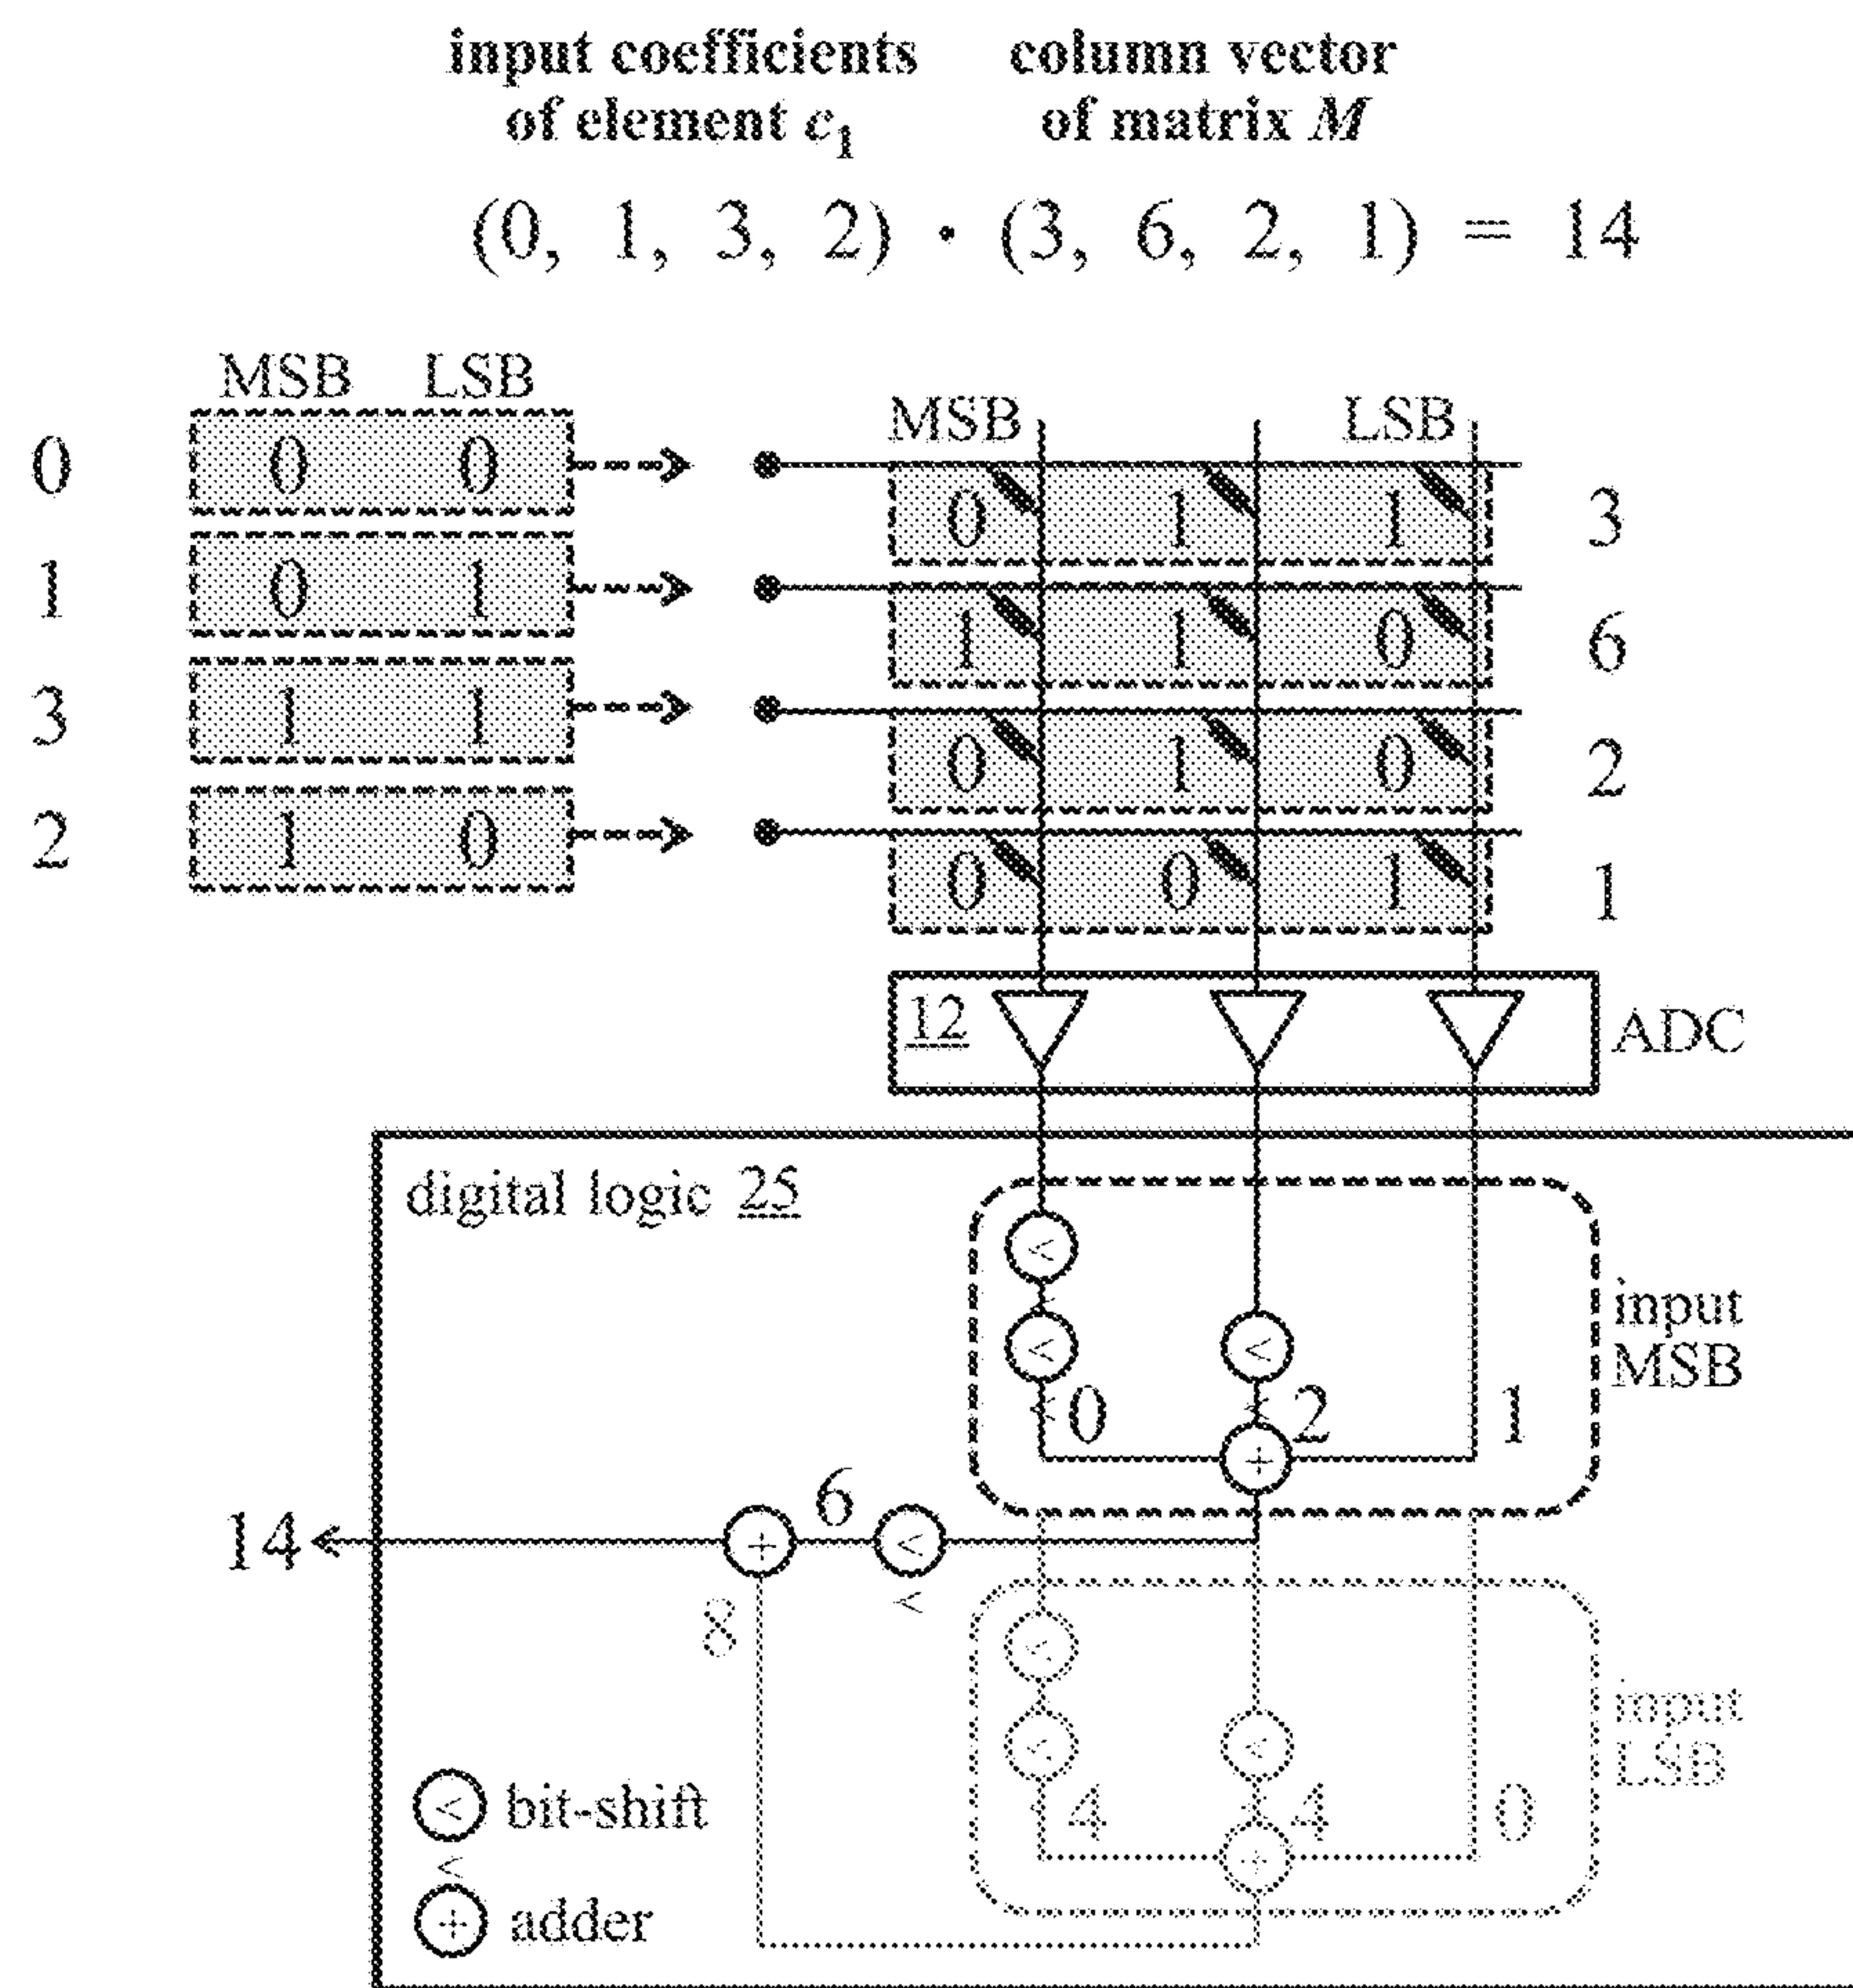 input coefficients column vector
of element c1 of matrix M
(0, 1, 3, 2) · (3, 6, 2, 1) = 14
MSB LSB
MSB LSB
0 0 0 0 1 1 3
1 0 1 1 1 0 6
3 1 1 0 1 0 2
2 1 0 0 0 1 1
12 ADC
digital logic 25
<
input
<
< <
MSB
< 0 < 2 1
+
6
14 + <
8 <
<
input
< <
LSB
< bit-shift
< 4 < 4 0
<
+
+ adder